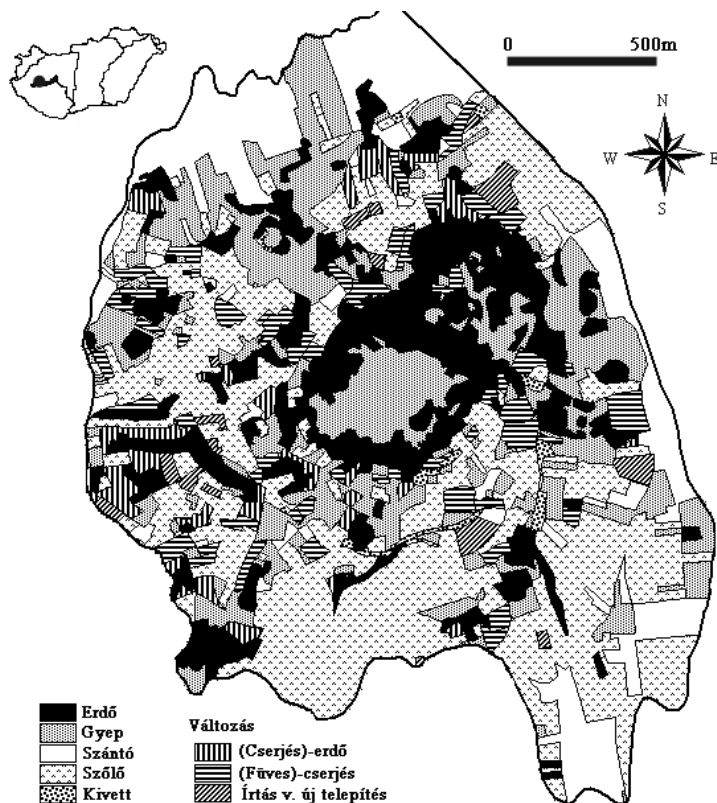 0 500m
N
W E
S
Erdő
Gyep
Szántó
Szőlő
Kivett
Változás
(Cserjés)-erdő
(Füves)-cserjés
Írtás v. új telepítés